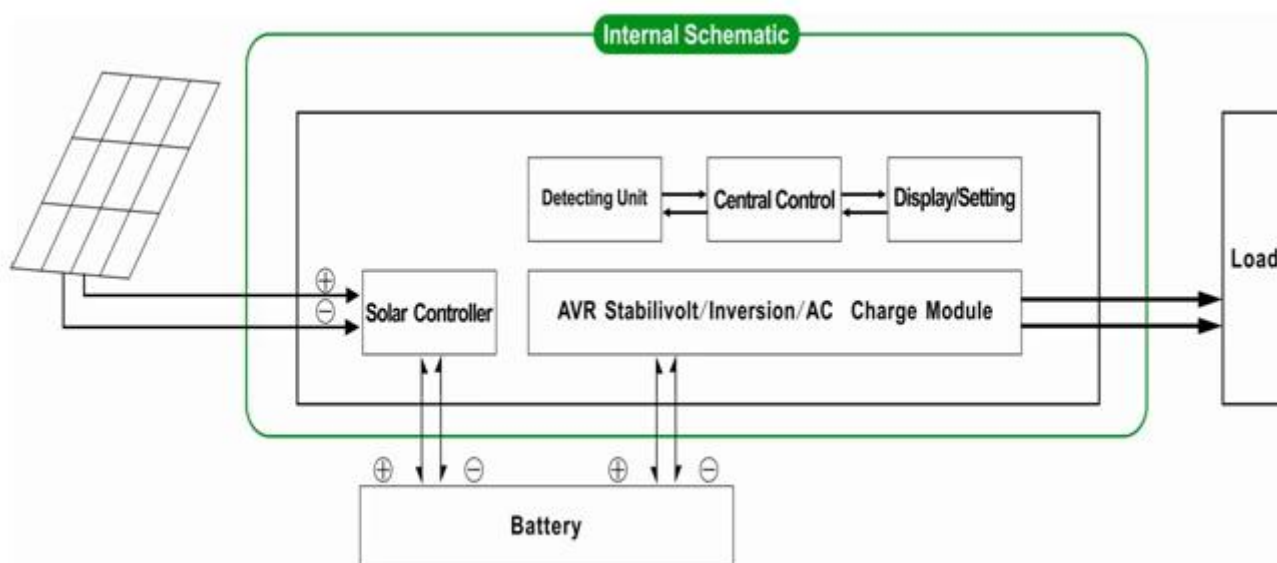 Internal Schematic
Detecting Unit
Central Control
Display/Setting
Load
⊕
⊖
Solar Controller
AVR Stabilivolt/Inversion/AC Charge Module
⊕ ⊖ ⊕ ⊖
Battery